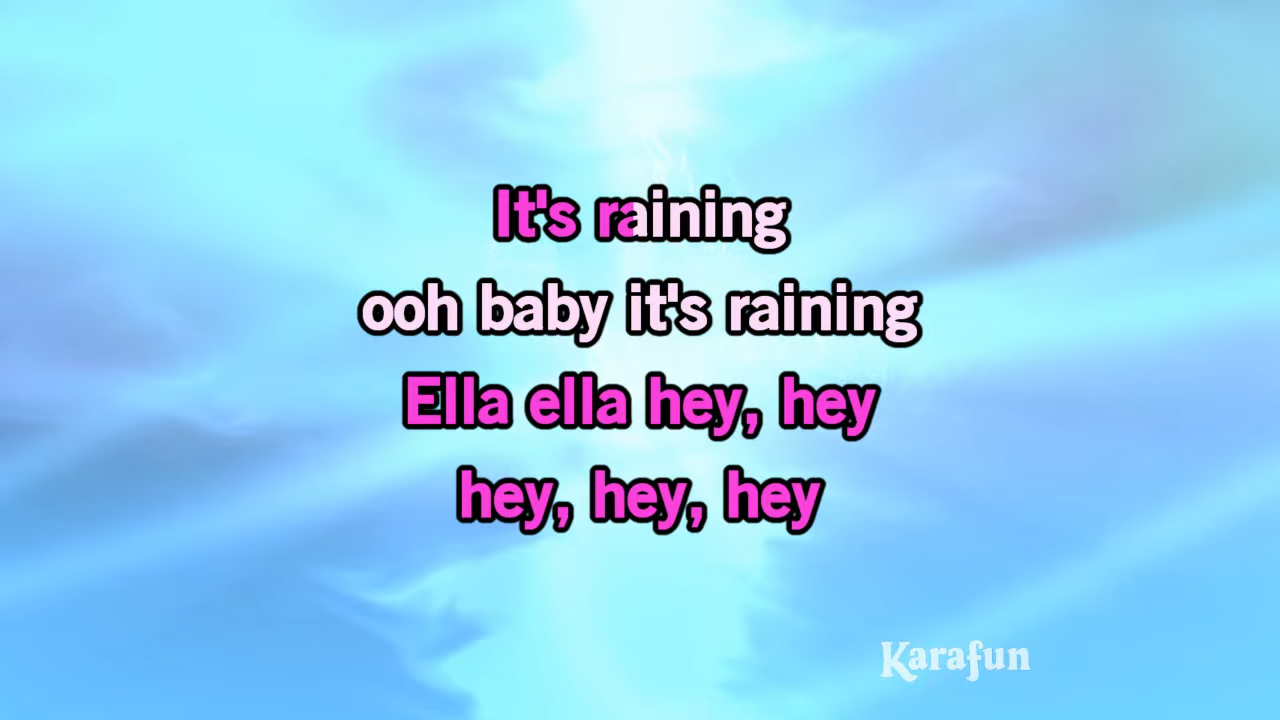 It's raining
ooh baby it's raining
Ella ella hey, hey
hey, hey, hey
Karafun